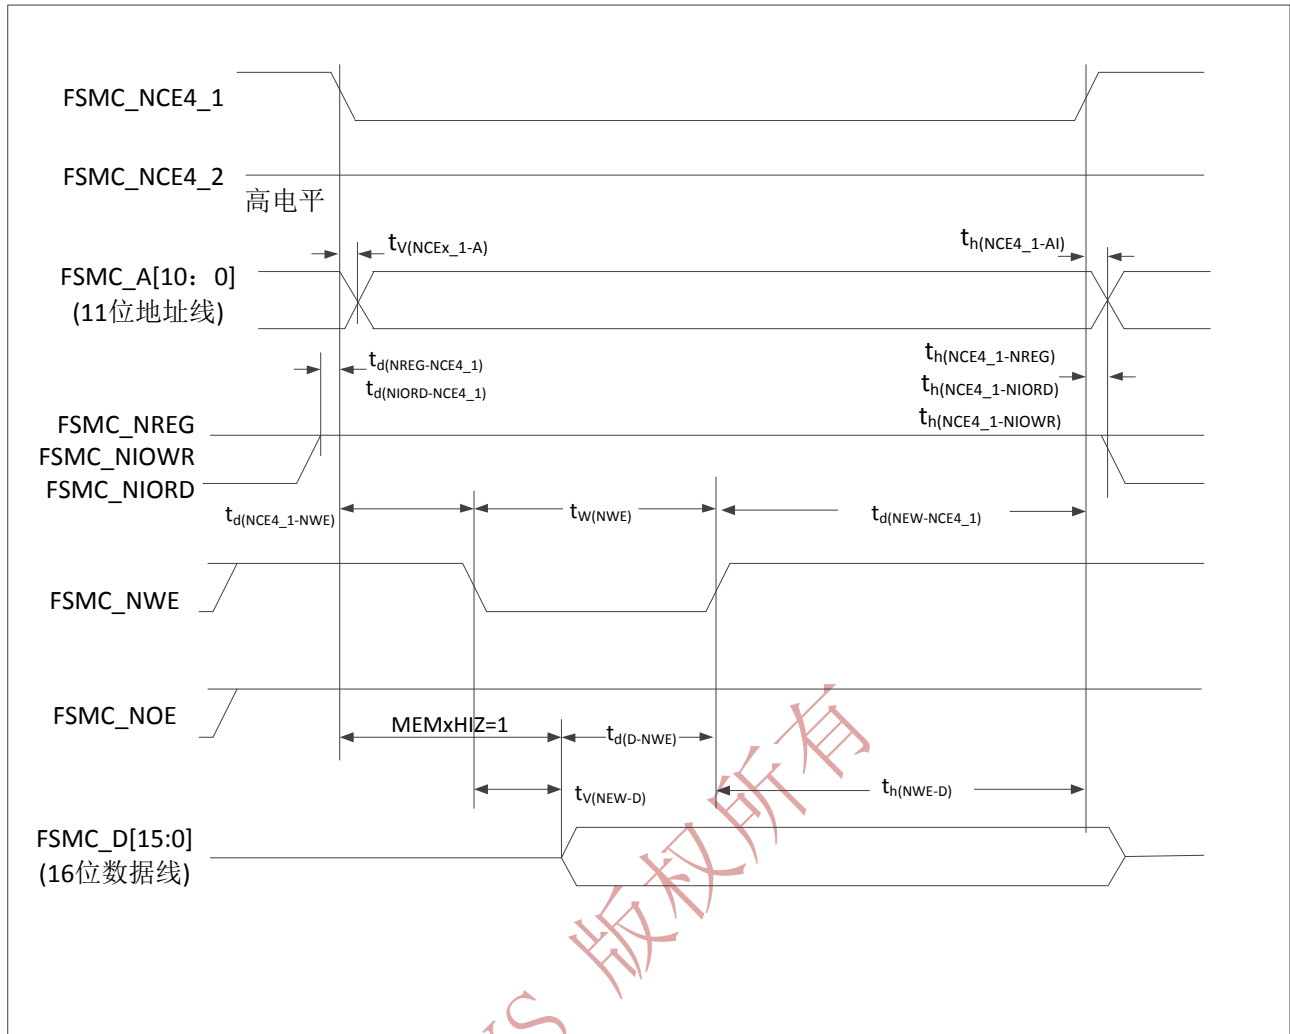 FSMC_NCE4_1
FSMC_NCE4_2
高电平
tV(NCEx_1-A)
th(NCE4_1-AI)
FSMC_A[10：0]
(11位地址线)
td(NREG-NCE4_1)
td(NIORD-NCE4_1)
th(NCE4_1-NREG)
th(NCE4_1-NIORD)
th(NCE4_1-NIOWR)
FSMC_NREG
FSMC_NIOWR
FSMC_NIORD
td(NCE4_1-NWE)
tW(NWE)
td(NEW-NCE4_1)
FSMC_NWE
FSMC_NOE
MEMxHIZ=1
td(D-NWE)
tV(NEW-D)
th(NWE-D)
FSMC_D[15:0]
(16位数据线)
版权所有